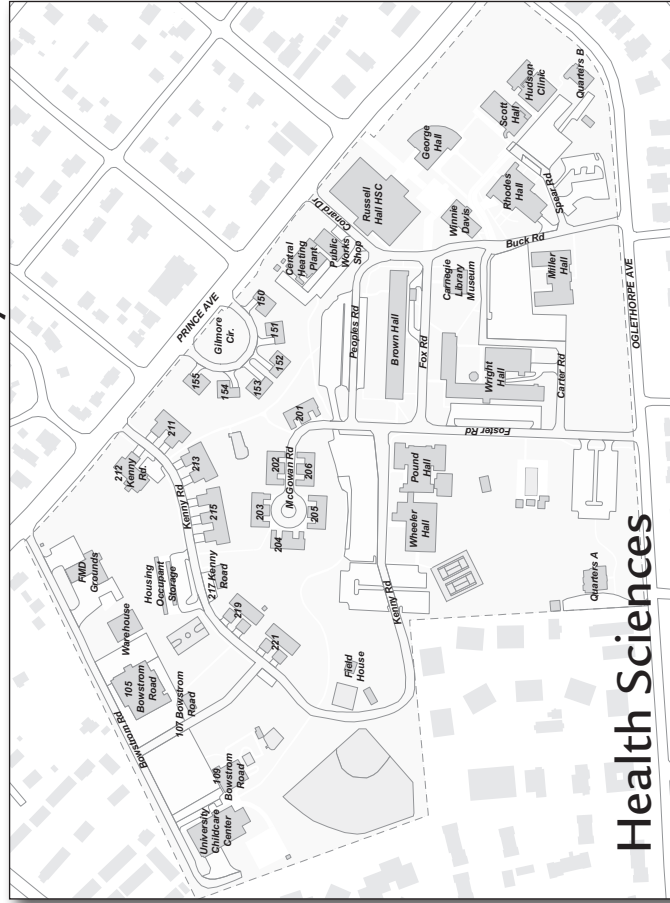 PRINCE AVE
Gilmore
Cir.
150
151
152
153
154
155
Conard Dr
Central
Heating
Plant
Public
Works
Shop
Russell
Hall HSC
George
Hall
Winnie
Davis
Scott
Hall
Hudson
Clinic
Quarters B
Rhodes
Hall
Spear Rd
Buck Rd
Miller
Hall
OGLETHORPE AVE
Peoples Rd
Brown Hall
Fox Rd
Carnegie
Library
Museum
Wright
Hall
Carter Rd
Foster Rd
201
McGowan Rd
202
203
204
205
206
211
212
Kenny
Rd.
213
Kenny Rd
215
217 Kenny
Road
219
221
Housing
Occupant
Storage
FMD
Grounds
Warehouse
105
Bowstrom
Road
107 Bowstrom
Road
Bowstrom Rd
109
Bowstrom
Road
University
Childcare
Center
Field
House
Kenny Rd
Wheeler
Hall
Pound
Hall
Quarters A
Health Sciences